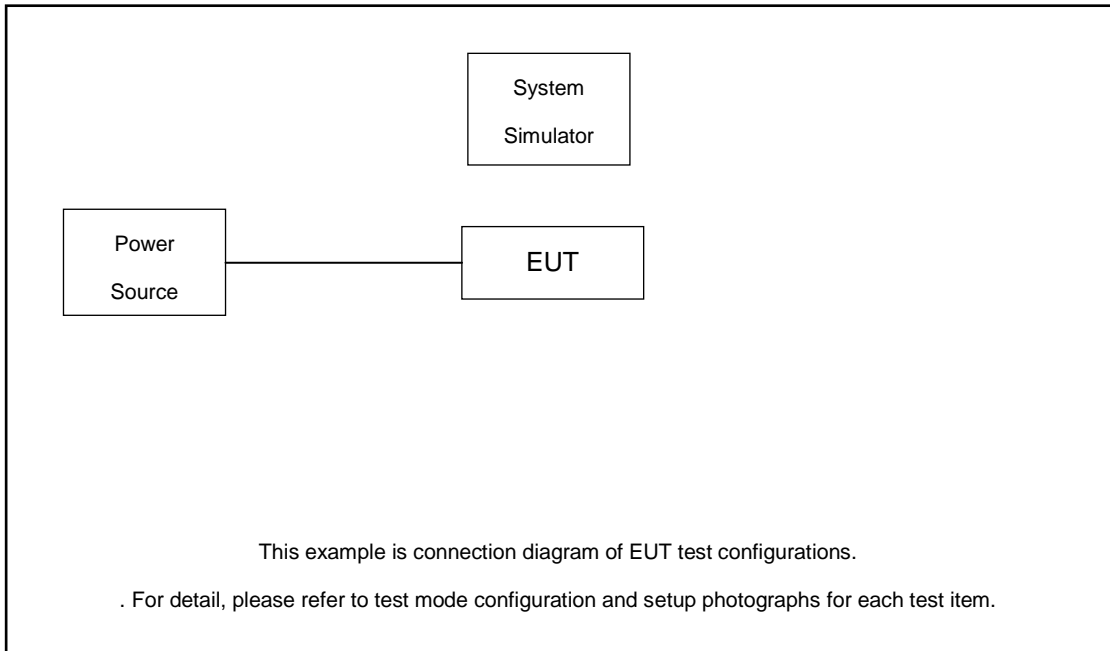 System
Simulator
Power
Source
EUT
This example is connection diagram of EUT test configurations.
. For detail, please refer to test mode configuration and setup photographs for each test item.